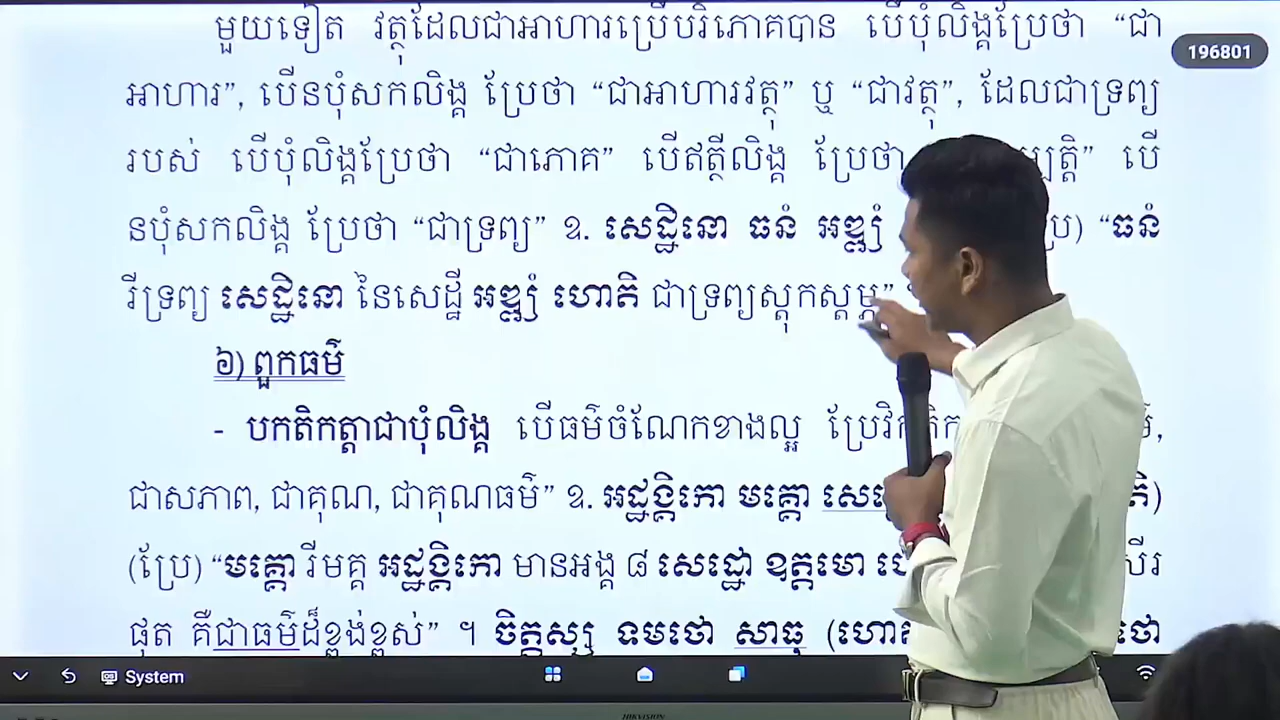 មួយទៀត វត្ថុដែលជាអាហារប្រើបរិភោគបាន បើបុំលិង្គប្រែថា “ជា
196801
អាហារ”, បើនបុំសកលិង្គ ប្រែថា “ជាអាហារវត្ថុ” ឬ “ជាវត្ថុ”, ដែលជាទ្រព្យ
របស់ បើបុំលិង្គប្រែថា “ជាភោគ” បើឥត្ថីលិង្គ ប្រែថា ម្បត្តិ” បើ
នបុំសកលិង្គ ប្រែថា “ជាទ្រព្យ” ឧ. សេដ្ឋិនោ ធនំ អឌ្ឍំ ប្រែ) “ធនំ
រីទ្រព្យ សេដ្ឋិនោ នៃសេដ្ឋី អឌ្ឍំ ហោតិ ជាទ្រព្យស្តុកស្តម្ភ”
៦) ពួកធម៌
- បកតិកត្តាជាបុំលិង្គ បើធម៌ចំណែកខាងល្អ ប្រែវិ
ជាសភាព, ជាគុណ, ជាគុណធម៌” ឧ. អដ្ឋង្គិកោ មគ្គោ
(ប្រែ) “មគ្គោ រីមគ្គ អដ្ឋង្គិកោ មានអង្គ ៨ សេដ្ឋោ ឧត្តមោ
ផុត គឺជាធម៌ដ៏ខ្ពង់ខ្ពស់” ។ ចិត្តស្ស ទមថោ សាធុ
System
HIKVISION